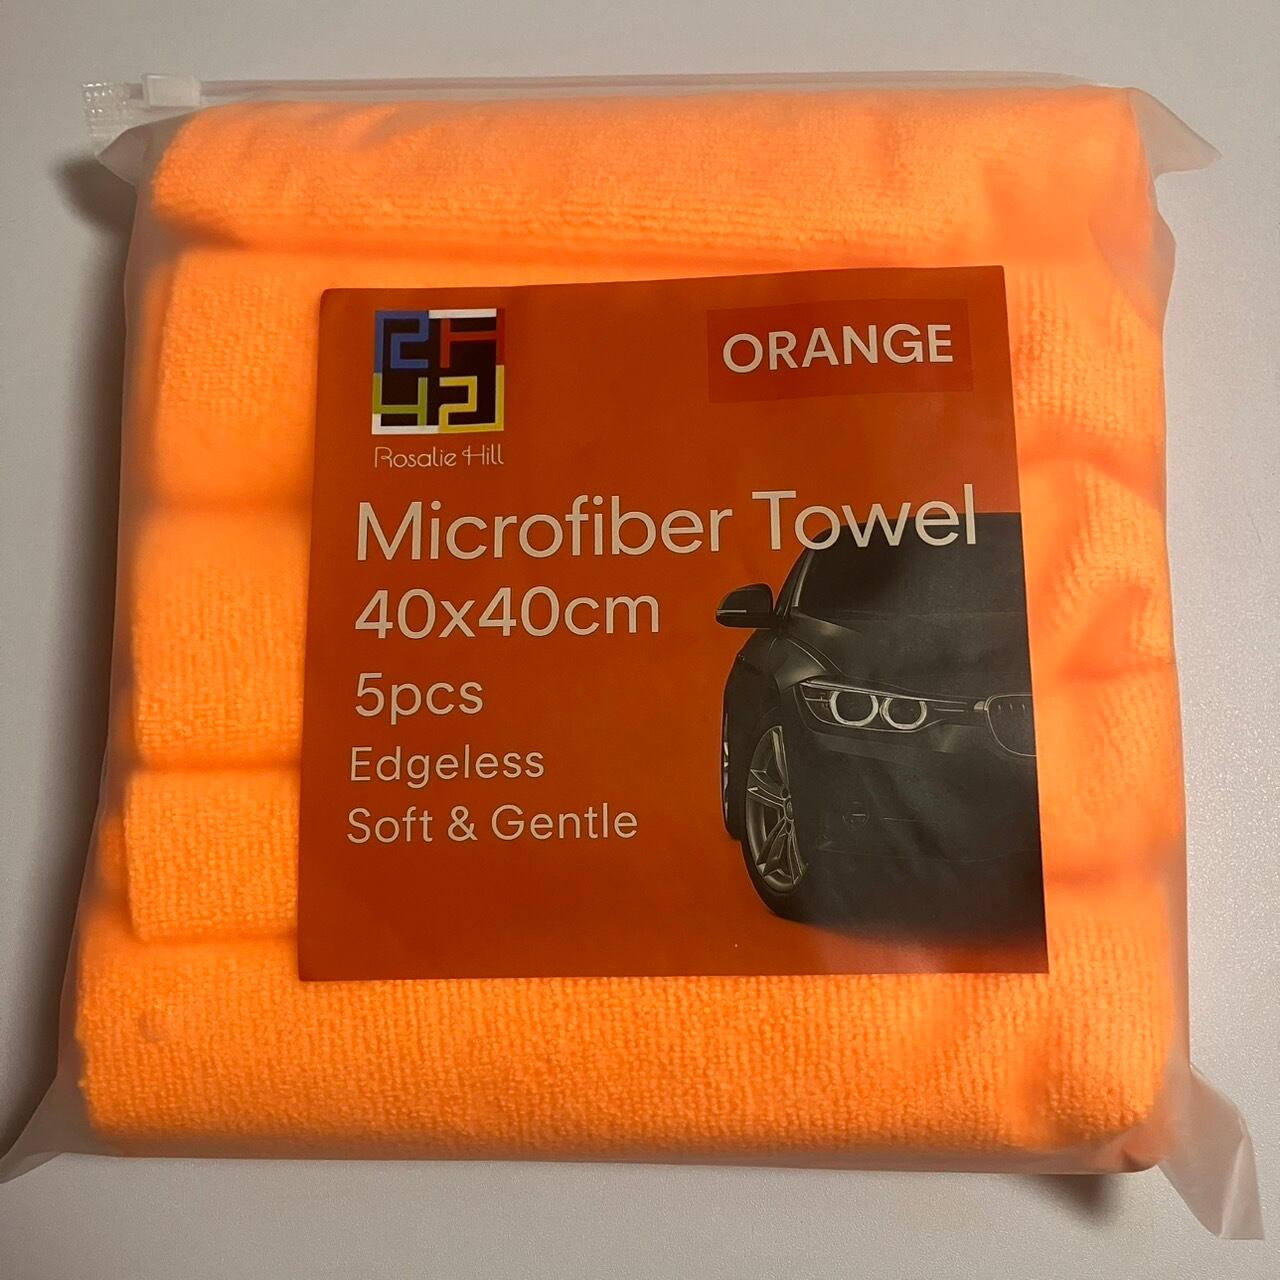 ORANGE
Rosalie Hill
Microfiber Towel
40x40cm
5pcs
Edgeless
Soft & Gentle